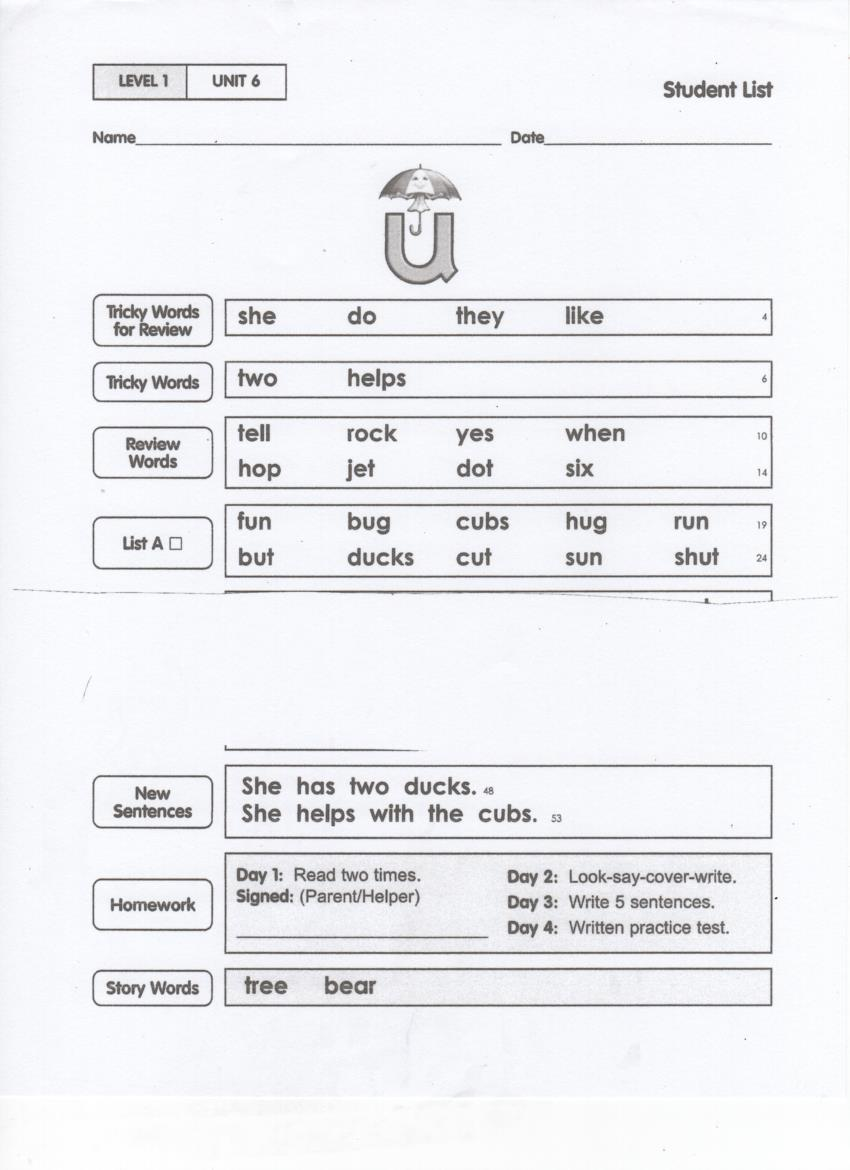 LEVEL 1 UNIT 6
Student List
Name Date
u
Tricky Words for Review
she do they like 4
Tricky Words
two helps 6
Review Words
tell rock yes when 10
hop jet dot six 14
List A
fun bug cubs hug run 19
but ducks cut sun shut 24
New Sentences
She has two ducks. 48
She helps with the cubs. 53
Homework
Day 1: Read two times.
Signed: (Parent/Helper)
Day 2: Look-say-cover-write.
Day 3: Write 5 sentences.
Day 4: Written practice test.
Story Words
tree bear